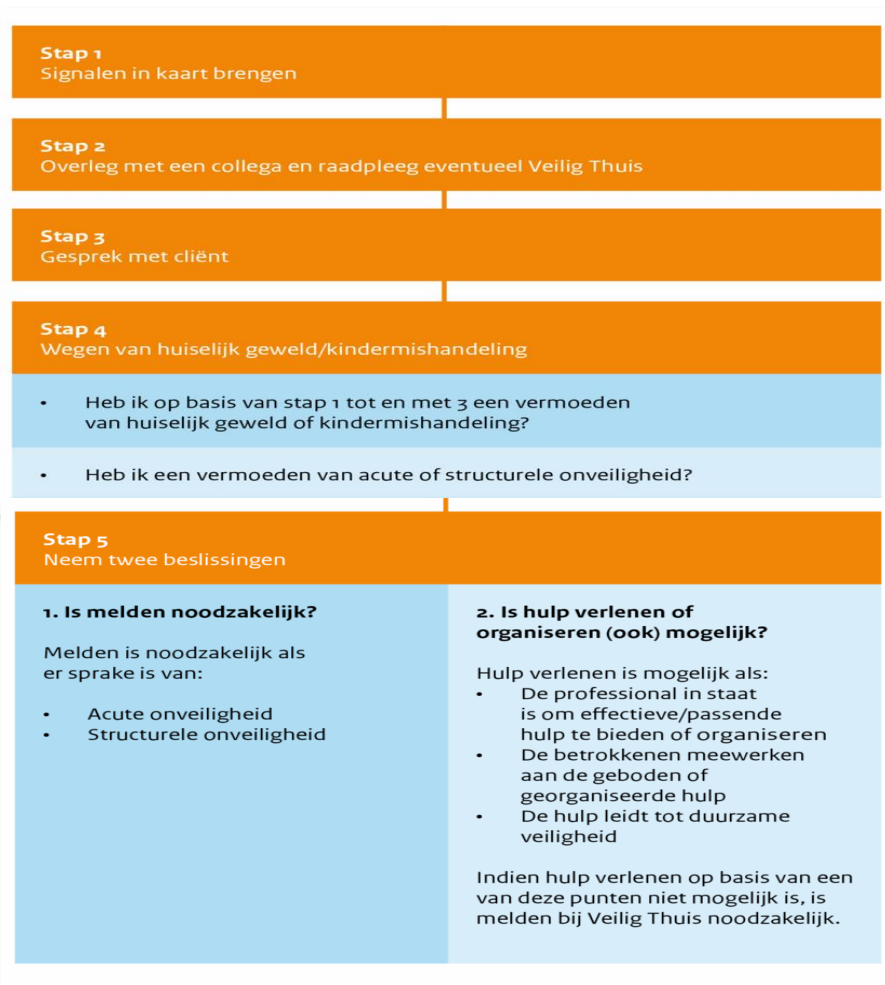 Stap 1
Signalen in kaart brengen
Stap 2
Overleg met een collega en raadpleeg eventueel Veilig Thuis
Stap 3
Gesprek met cliënt
Stap 4
Wegen van huiselijk geweld/kindermishandeling
• Heb ik op basis van stap 1 tot en met 3 een vermoeden
van huiselijk geweld of kindermishandeling?
• Heb ik een vermoeden van acute of structurele onveiligheid?
Stap 5
Neem twee beslissingen
1. Is melden noodzakelijk?
Melden is noodzakelijk als
er sprake is van:
• Acute onveiligheid
• Structurele onveiligheid
2. Is hulp verlenen of
organiseren (ook) mogelijk?
Hulp verlenen is mogelijk als:
• De professional in staat
is om effectieve/passende
hulp te bieden of organiseren
• De betrokkenen meewerken
aan de geboden of
georganiseerde hulp
• De hulp leidt tot duurzame
veiligheid
Indien hulp verlenen op basis van een
van deze punten niet mogelijk is, is
melden bij Veilig Thuis noodzakelijk.